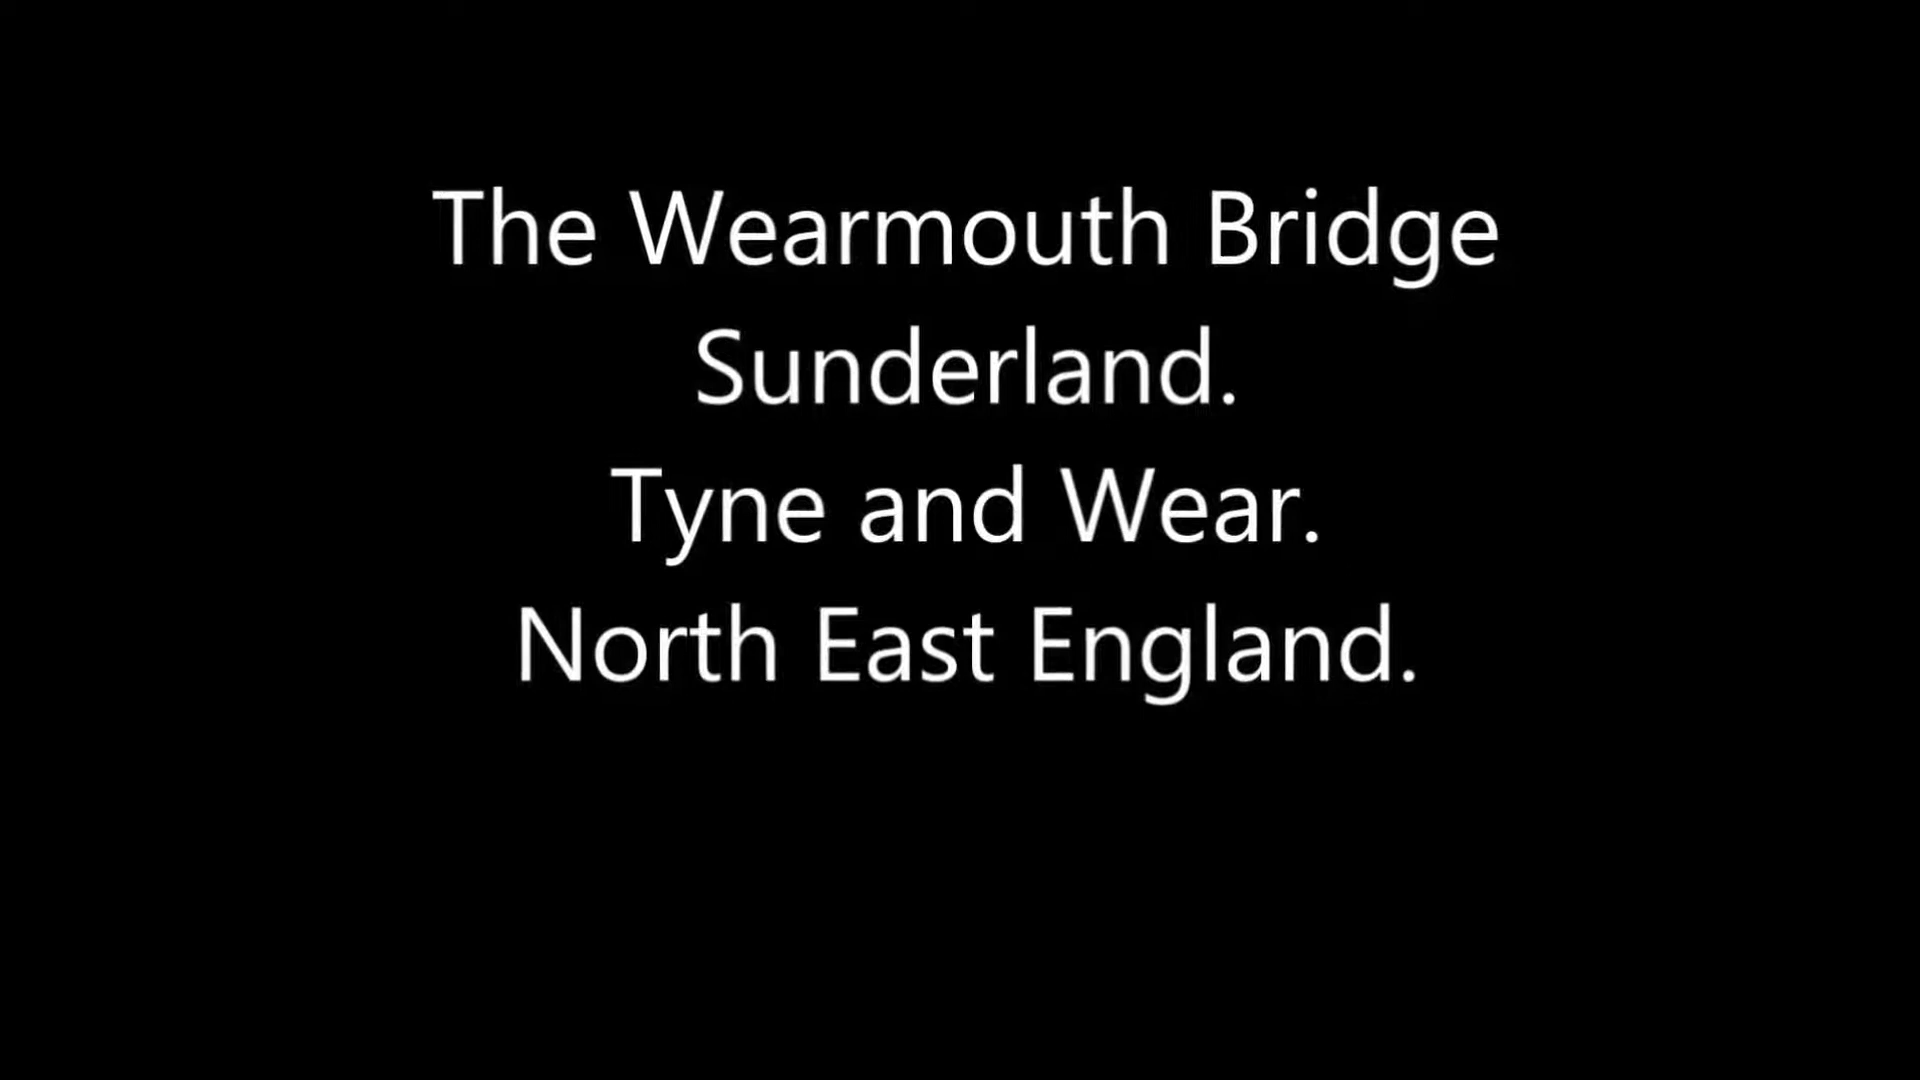 The Wearmouth Bridge
Sunderland.
Tyne and Wear.
North East England.